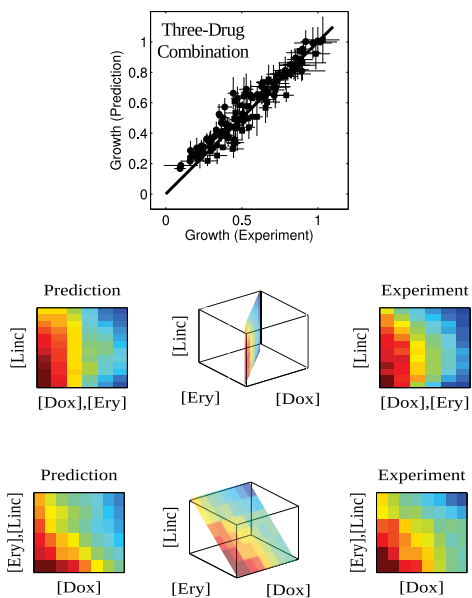 Three-Drug
Combination
Growth (Prediction)
1
0.8
0.6
0.4
0.2
0
0 0.5 1
Growth (Experiment)
Prediction Experiment
[Linc] [Linc] [Linc]
[Dox],[Ery] [Ery] [Dox] [Dox],[Ery]
Prediction Experiment
[Ery],[Linc] [Linc] [Ery],[Linc]
[Dox] [Ery] [Dox] [Dox]